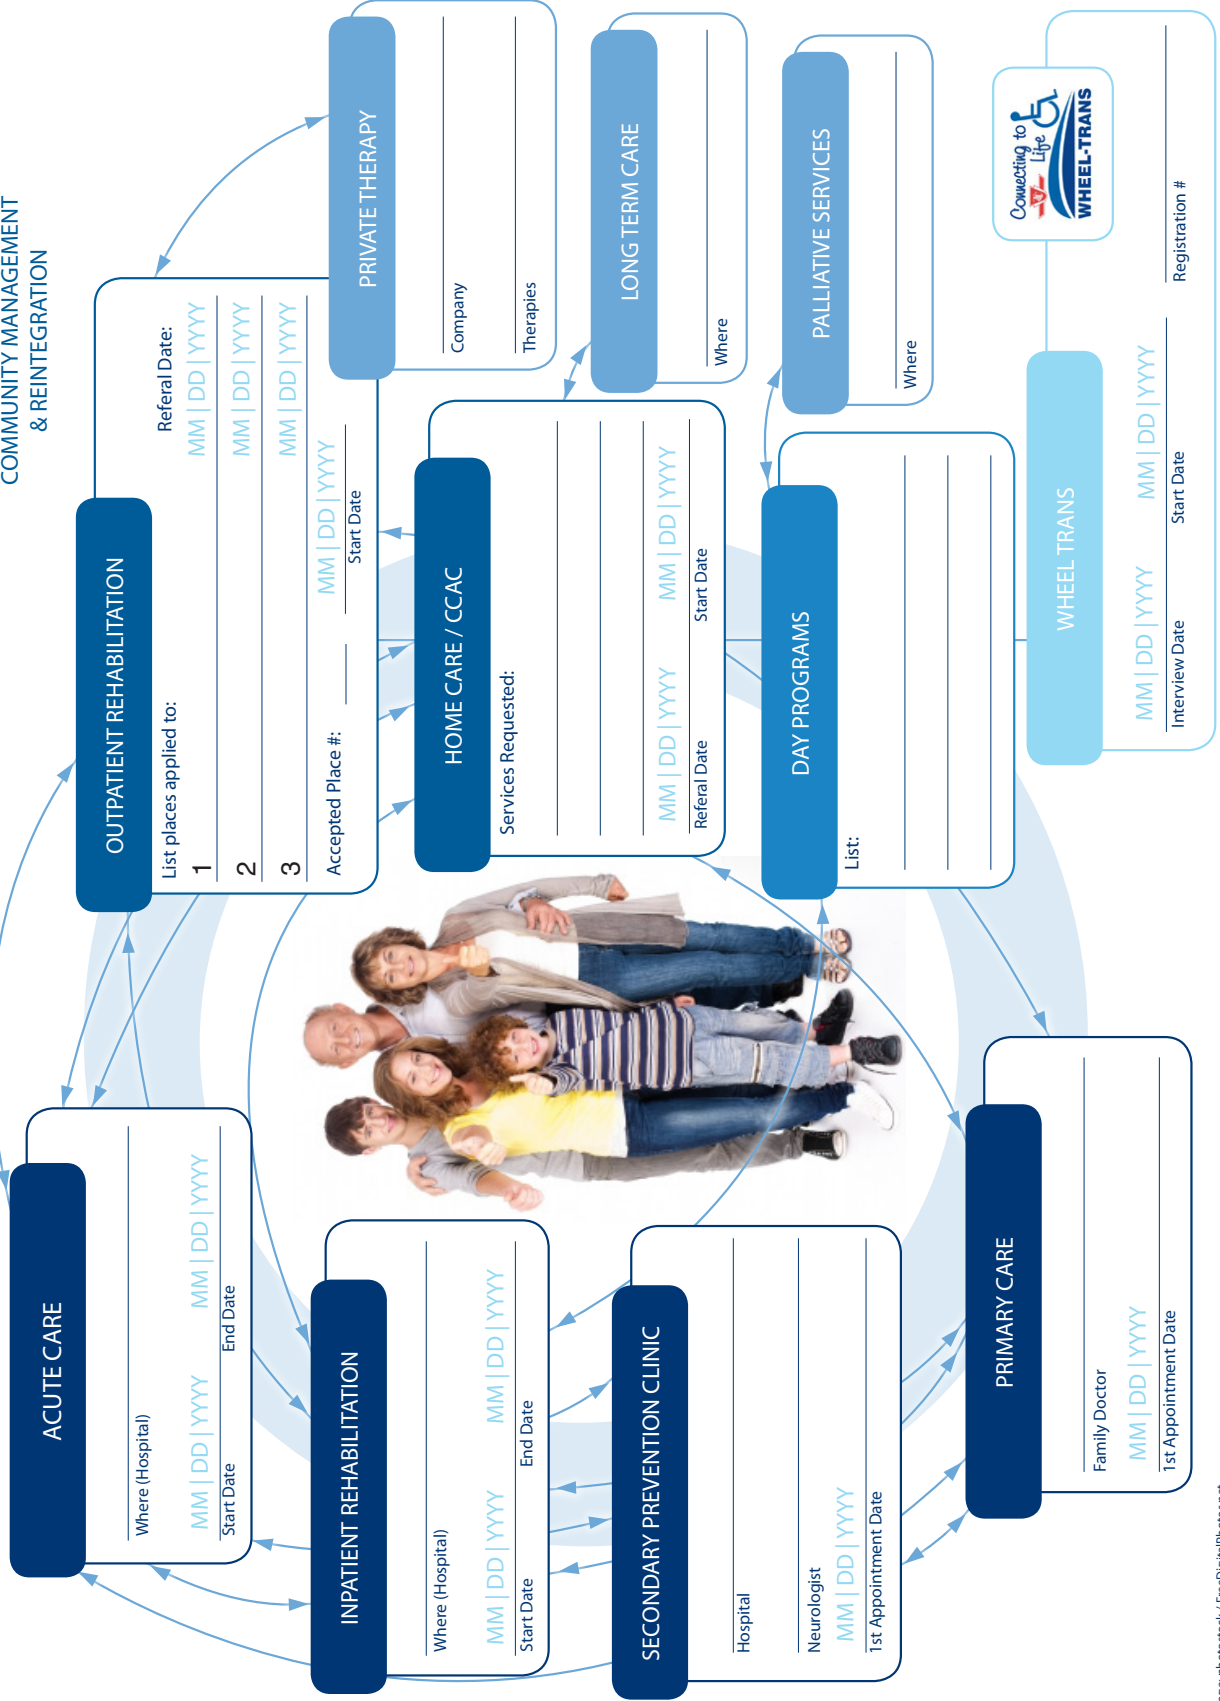 COMMUNITY MANAGEMENT
& REINTEGRATION
ACUTE CARE
Where (Hospital)
MM | DD | YYYY MM | DD | YYYY
Start Date End Date
OUTPATIENT REHABILITATION
List places applied to: Referal Date:
1 MM | DD | YYYY
2 MM | DD | YYYY
3 MM | DD | YYYY
MM | DD | YYYY
Accepted Place #: Start Date
PRIVATE THERAPY
Company
Therapies
INPATIENT REHABILITATION
Where (Hospital)
MM | DD | YYYY MM | DD | YYYY
Start Date End Date
HOME CARE / CCAC
Services Requested:
MM | DD | YYYY MM | DD | YYYY
Referal Date Start Date
LONG TERM CARE
Where
SECONDARY PREVENTION CLINIC
Hospital
Neurologist
MM | DD | YYYY
1st Appointment Date
DAY PROGRAMS
List:
PALLIATIVE SERVICES
Where
PRIMARY CARE
Family Doctor
MM | DD | YYYY
1st Appointment Date
WHEEL TRANS
MM | DD | YYYY MM | DD | YYYY
Interview Date Start Date Registration #
Connecting to
Life
WHEEL-TRANS